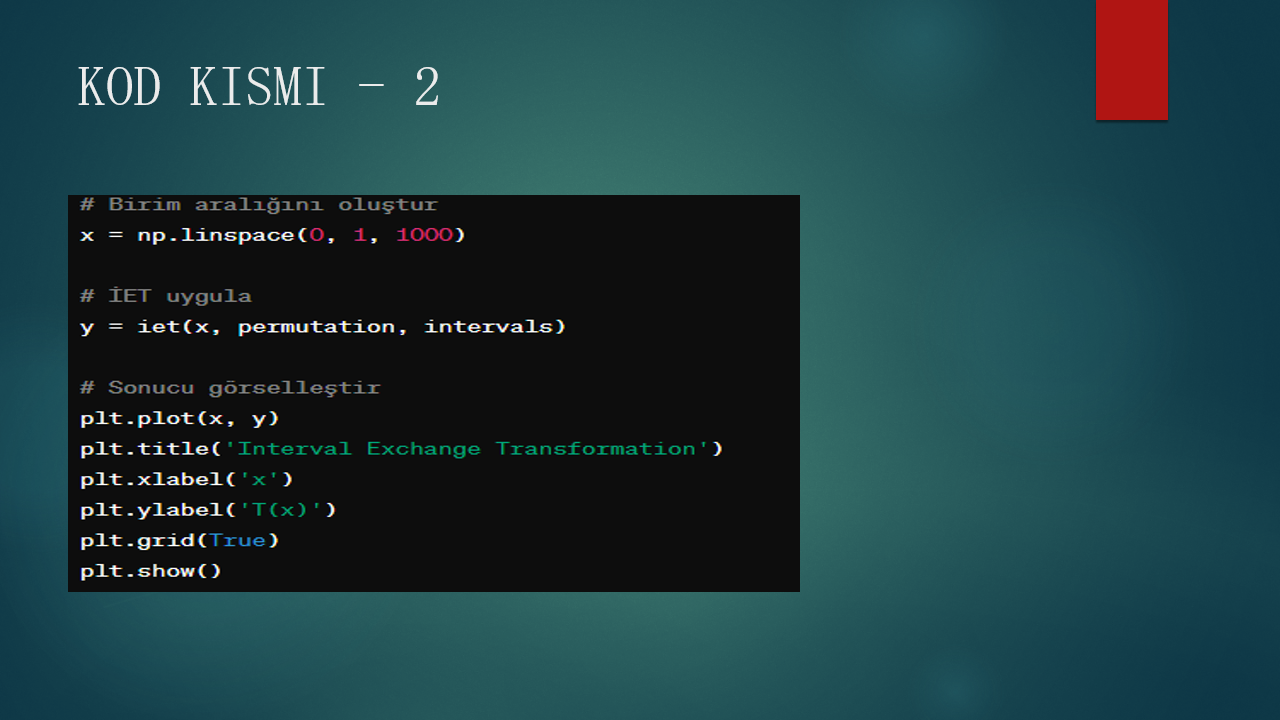 KOD KISMI - 2
# Birim aralığını oluştur
x = np.linspace(0, 1, 1000)
# İET uygula
y = iet(x, permutation, intervals)
# Sonucu görselleştir
plt.plot(x, y)
plt.title('Interval Exchange Transformation')
plt.xlabel('x')
plt.ylabel('T(x)')
plt.grid(True)
plt.show()